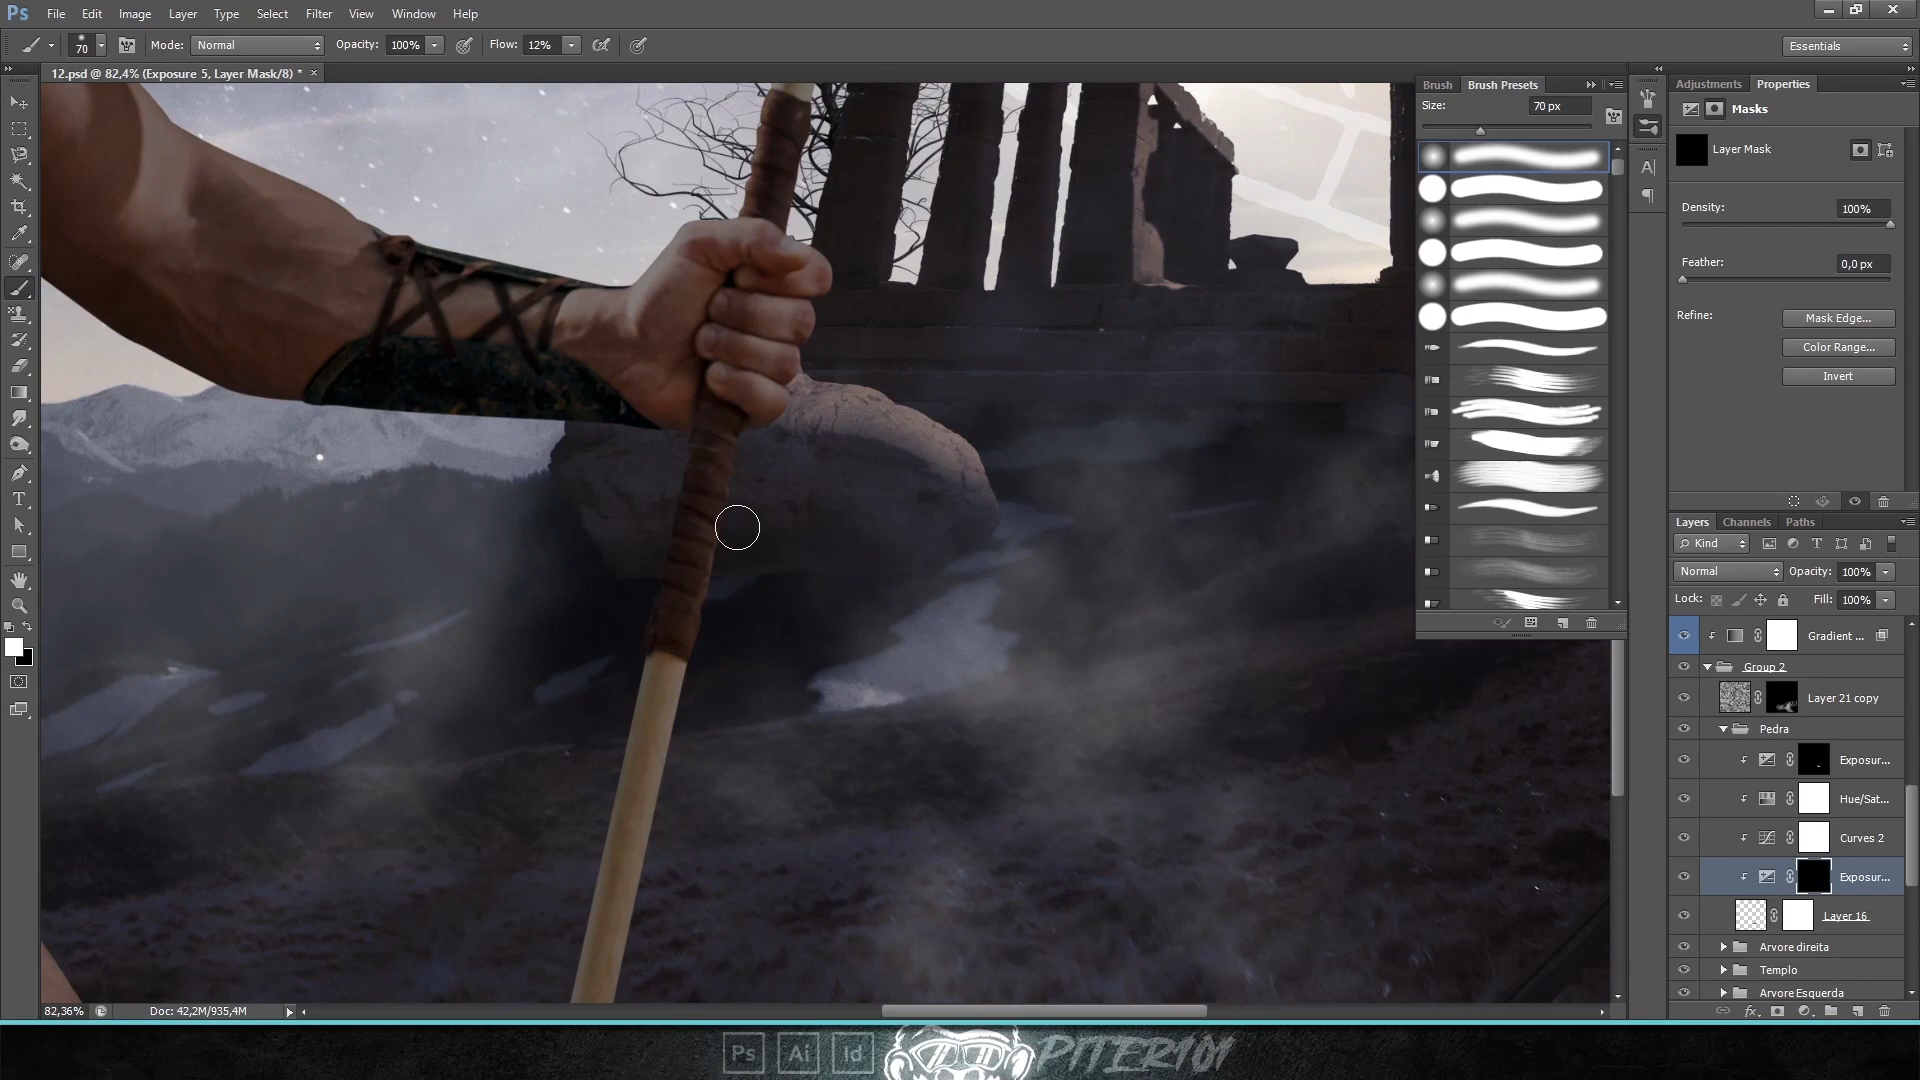 Ps File Edit Image Layer Type Select Filter View Window Help
70 Mode: Normal Opacity: 100% Flow: 12% Essentials
12.psd @ 82,4% (Exposure 5, Layer Mask/8) * ×
Brush Brush Presets
Size: 70 px
Adjustments Properties
Masks
Layer Mask
Density: 100%
Feather: 0,0 px
Refine: Mask Edge...
Color Range...
Invert
Layers Channels Paths
Kind
Normal Opacity: 100%
Lock: Fill: 100%
Gradient ...
Group 2
Layer 21 copy
Pedra
Exposur...
Hue/Sat...
Curves 2
Exposur...
Layer 16
Arvore direita
Templo
Arvore Esquerda
82,36% Doc: 42,2M/935,4M
Ps Ai Id PITER101